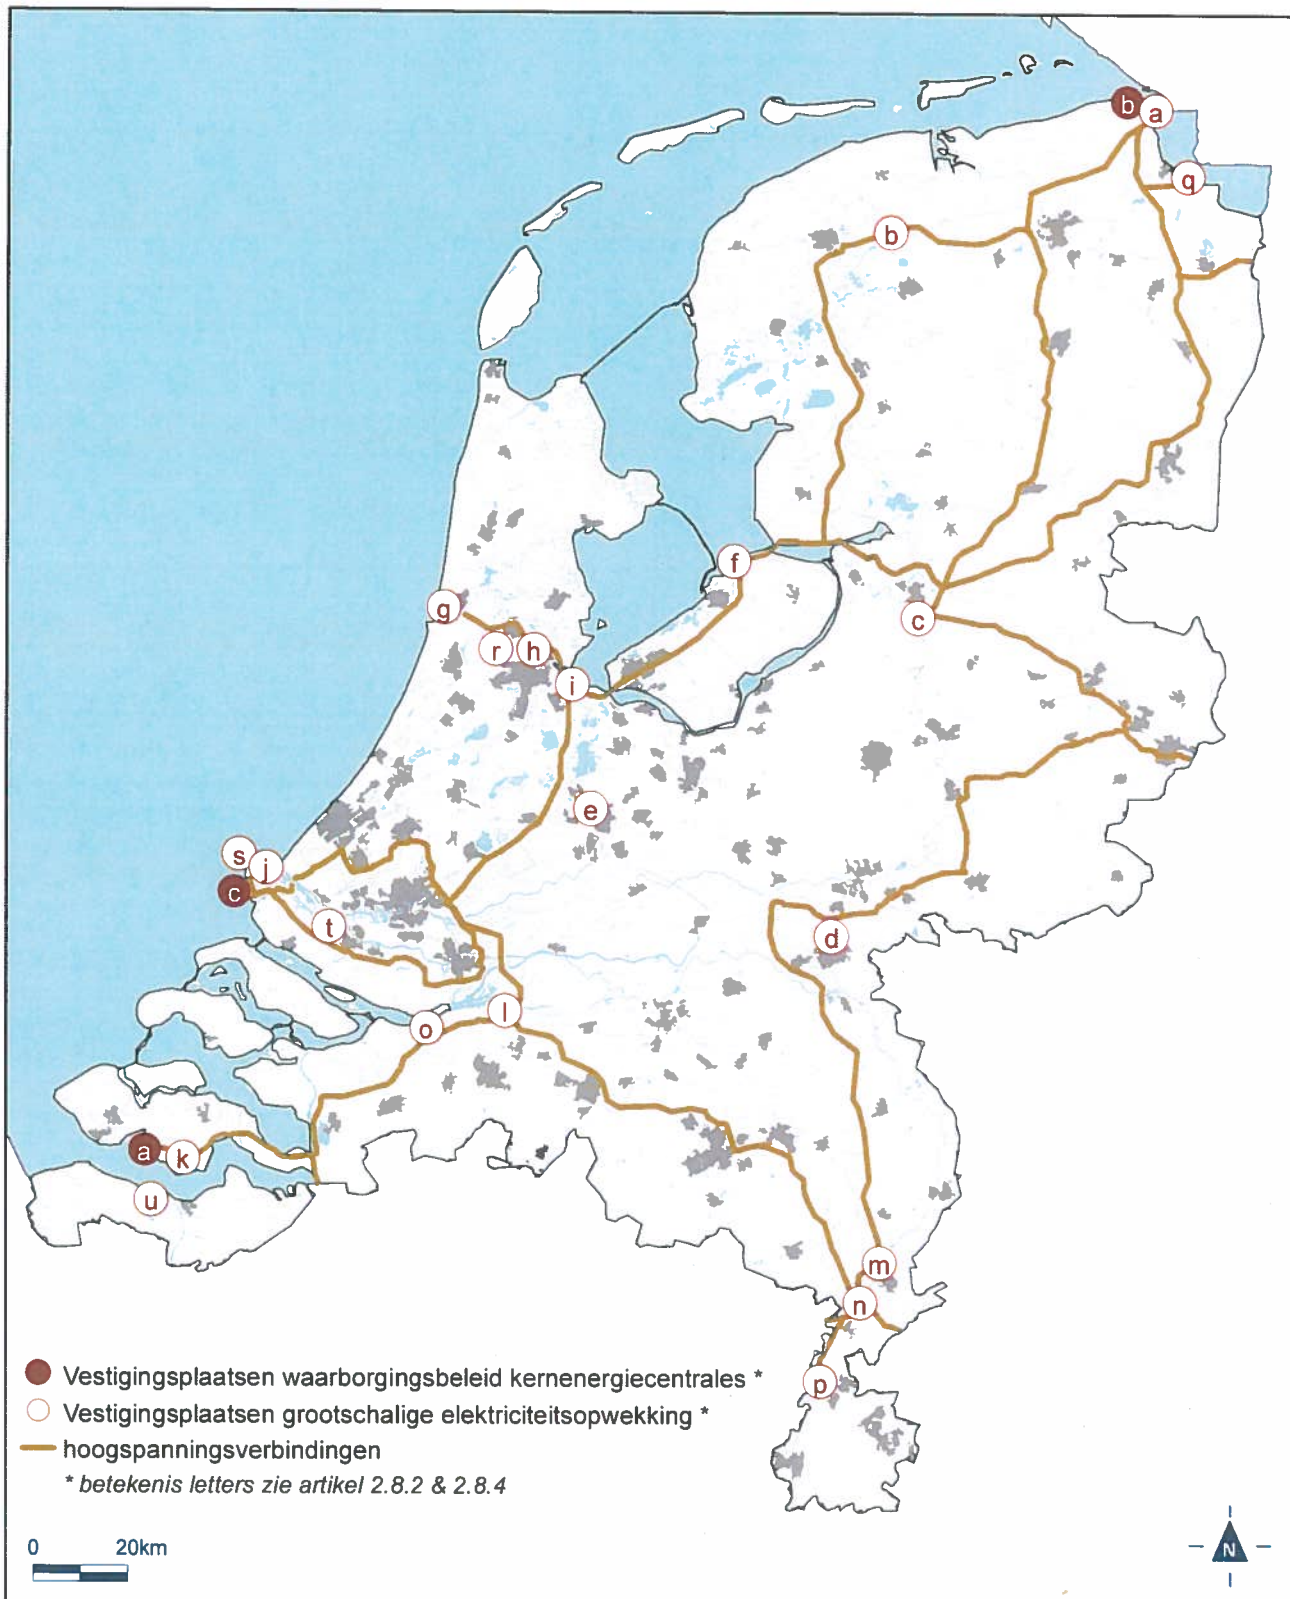 b
a
q
b
f
g
c
r
h
i
e
s
j
c
t
d
l
o
a
k
u
m
n
p
Vestigingsplaatsen waarborgingsbeleid kernenergiecentrales *
Vestigingsplaatsen grootschalige elektriciteitsopwekking *
hoogspanningsverbindingen
* betekenis letters zie artikel 2.8.2 & 2.8.4
0 20km
N